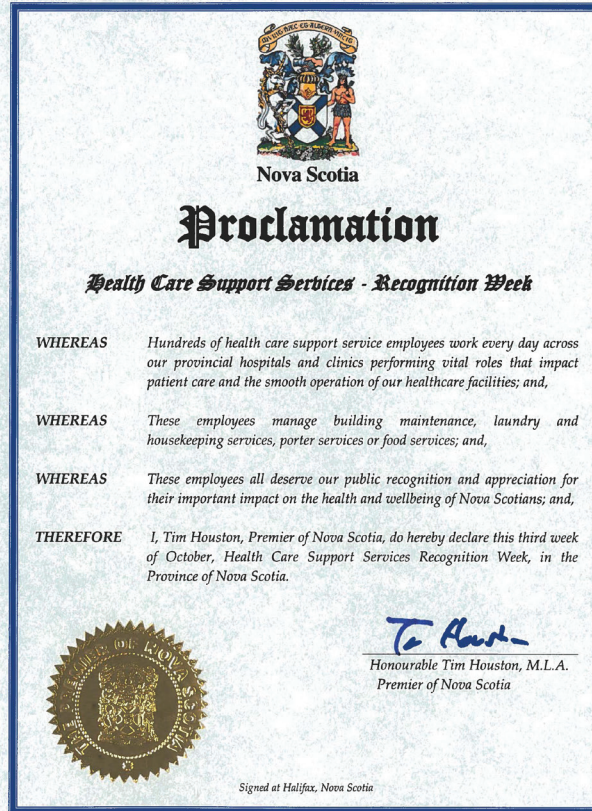 MUNIT HAEC ET ALTERA VINCIT
Nova Scotia
Proclamation
Health Care Support Services - Recognition Week
WHEREAS Hundreds of health care support service employees work every day across
our provincial hospitals and clinics performing vital roles that impact
patient care and the smooth operation of our healthcare facilities; and,
WHEREAS These employees manage building maintenance, laundry and
housekeeping services, porter services or food services; and,
WHEREAS These employees all deserve our public recognition and appreciation for
their important impact on the health and wellbeing of Nova Scotians; and,
THEREFORE I, Tim Houston, Premier of Nova Scotia, do hereby declare this third week
of October, Health Care Support Services Recognition Week, in the
Province of Nova Scotia.
Tim Houston
Honourable Tim Houston, M.L.A.
Premier of Nova Scotia
THE PREMIER OF NOVA SCOTIA
Signed at Halifax, Nova Scotia